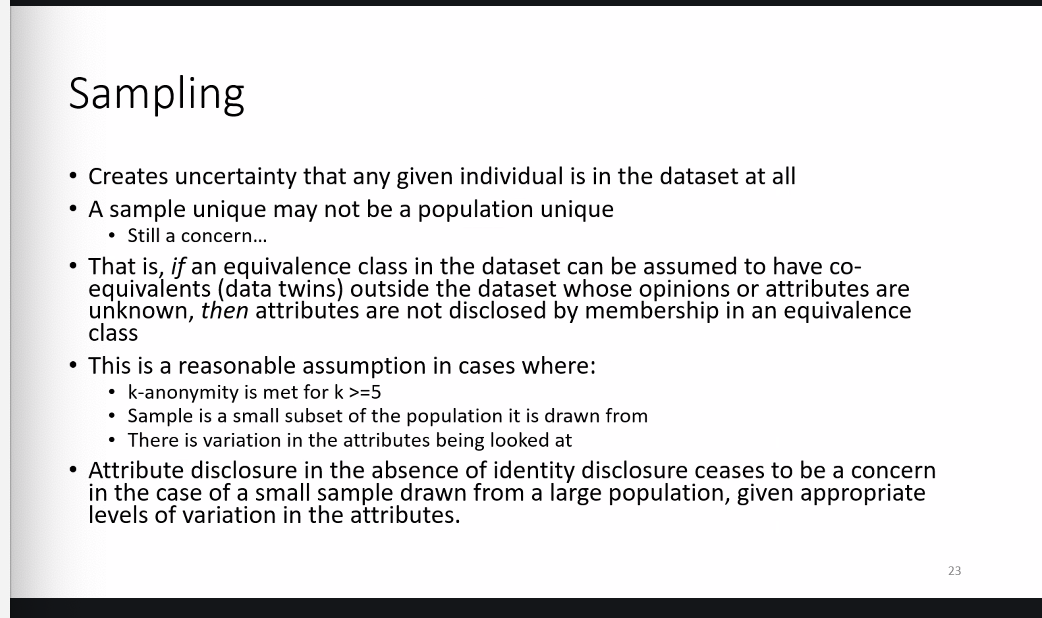 Sampling
• Creates uncertainty that any given individual is in the dataset at all
• A sample unique may not be a population unique
• Still a concern…
• That is, if an equivalence class in the dataset can be assumed to have co-
equivalents (data twins) outside the dataset whose opinions or attributes are
unknown, then attributes are not disclosed by membership in an equivalence
class
• This is a reasonable assumption in cases where:
• k-anonymity is met for k >=5
• Sample is a small subset of the population it is drawn from
• There is variation in the attributes being looked at
• Attribute disclosure in the absence of identity disclosure ceases to be a concern
in the case of a small sample drawn from a large population, given appropriate
levels of variation in the attributes.
23